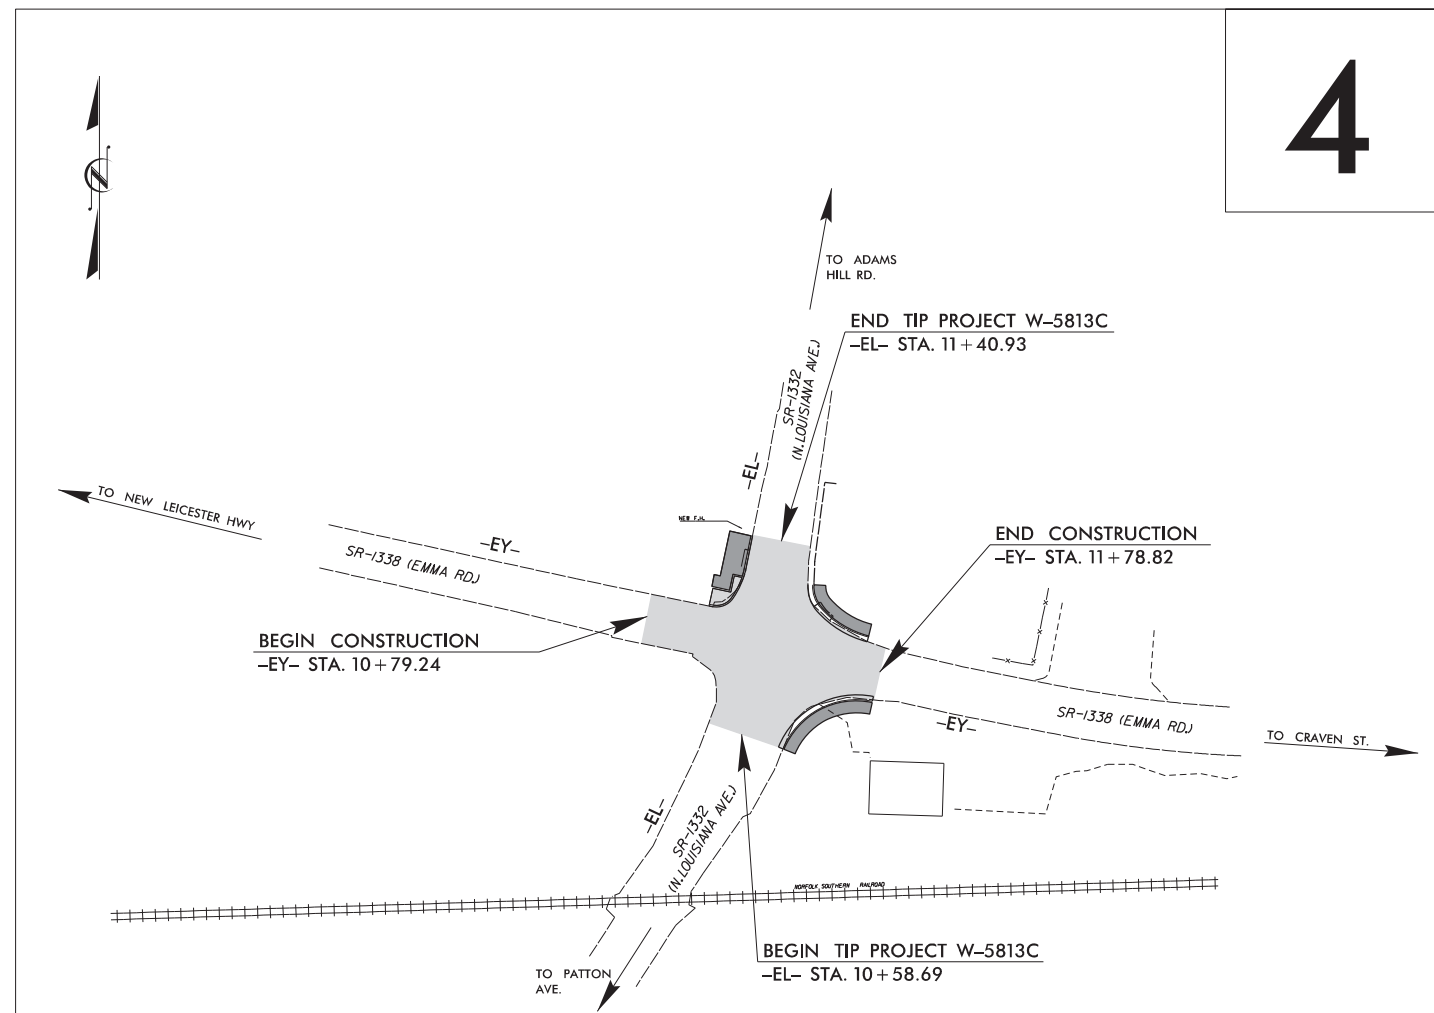 4
N
TO ADAMS
HILL RD.
END TIP PROJECT W-5813C
-EL- STA. 11+40.93
SR-1332
(N. LOUISIANA AVE.)
-EL-
TO NEW LEICESTER HWY
-EY-
SR-1338 (EMMA RD.)
NEW F.H.
END CONSTRUCTION
-EY- STA. 11+78.82
BEGIN CONSTRUCTION
-EY- STA. 10+79.24
-EY-
SR-1338 (EMMA RD.)
TO CRAVEN ST.
-EL-
SR-1332
(N. LOUISIANA AVE.)
NORFOLK SOUTHERN RAILROAD
BEGIN TIP PROJECT W-5813C
-EL- STA. 10+58.69
TO PATTON
AVE.